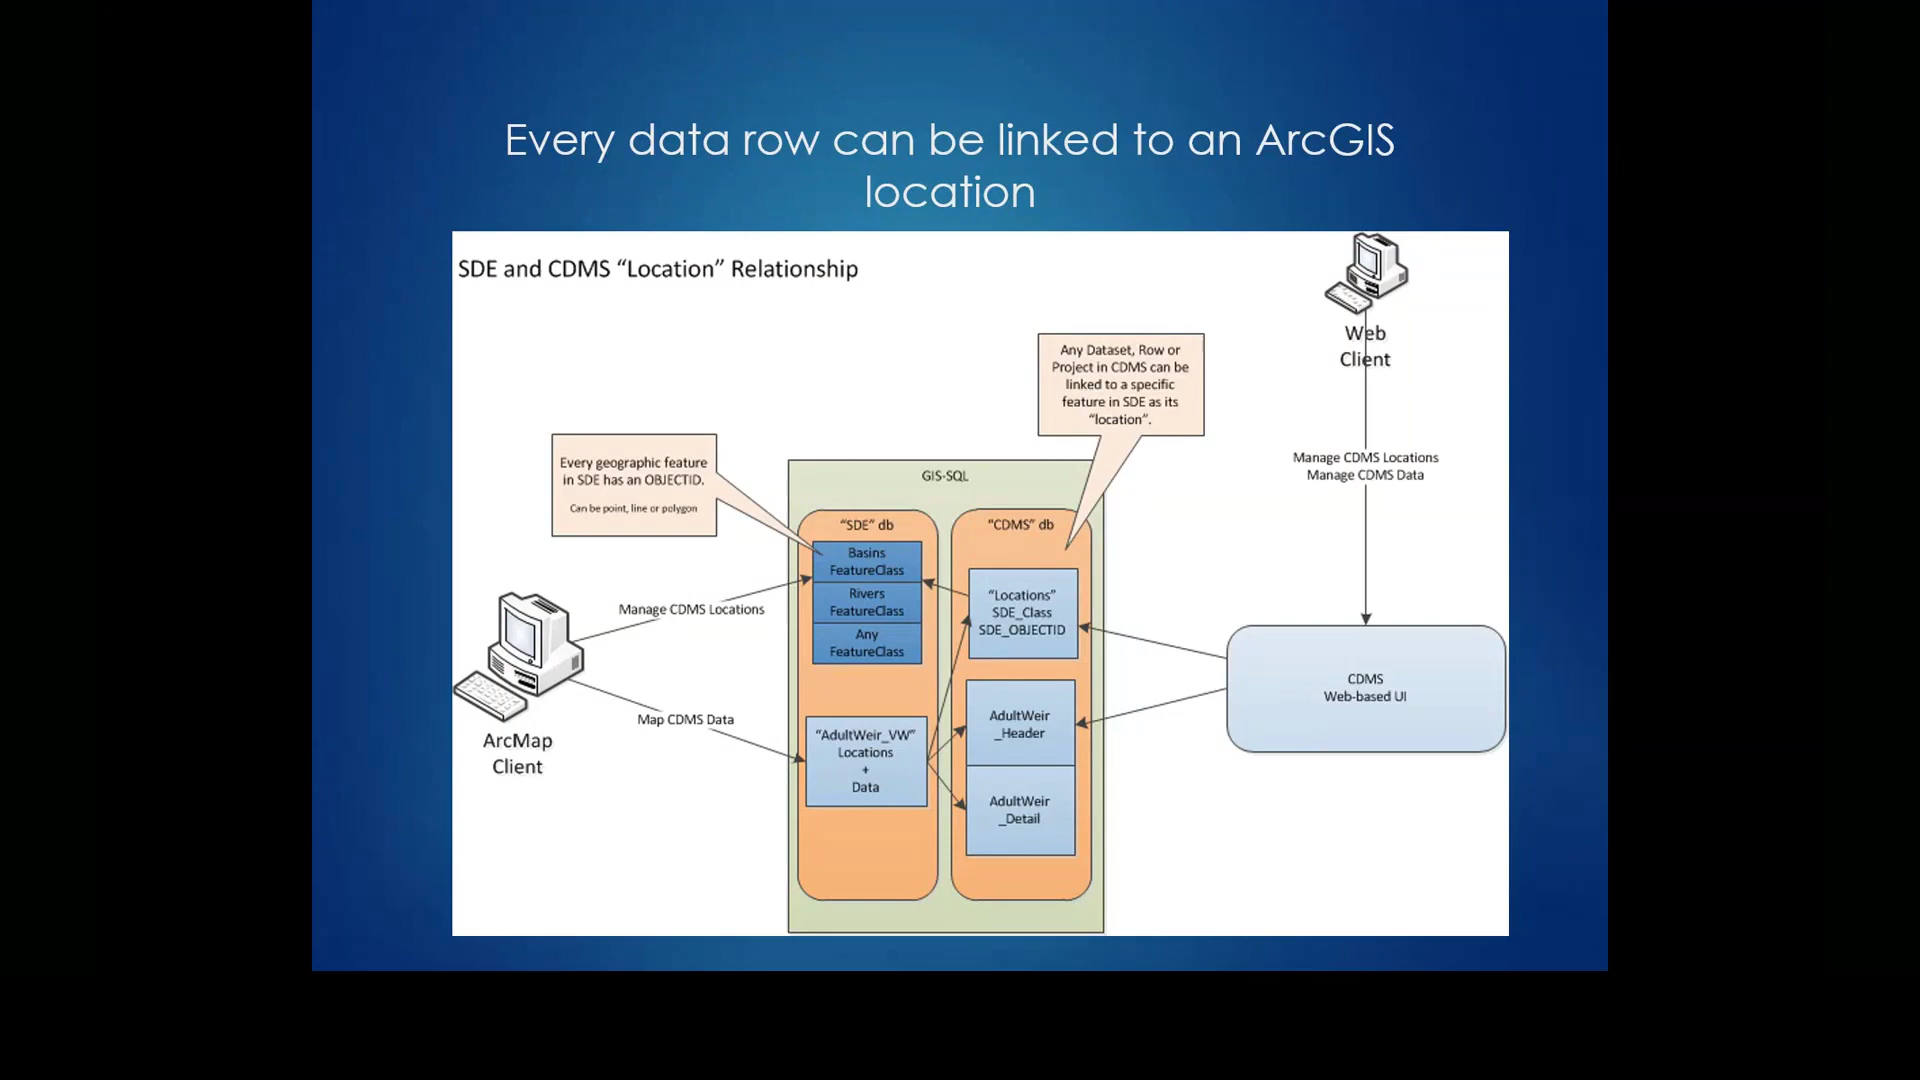 Every data row can be linked to an ArcGIS
location
SDE and CDMS “Location” Relationship
Web
Client
Any Dataset, Row or
Project in CDMS can be
linked to a specific
feature in SDE as its
“location”.
Every geographic feature
in SDE has an OBJECTID.
Can be point, line or polygon
Manage CDMS Locations
Manage CDMS Data
GIS-SQL
“SDE” db
Basins
FeatureClass
Rivers
FeatureClass
Any
FeatureClass
“CDMS” db
“Locations”
SDE_Class
SDE_OBJECTID
Manage CDMS Locations
Map CDMS Data
ArcMap
Client
“AdultWeir_VW”
Locations
+
Data
AdultWeir
_Header
AdultWeir
_Detail
CDMS
Web-based UI